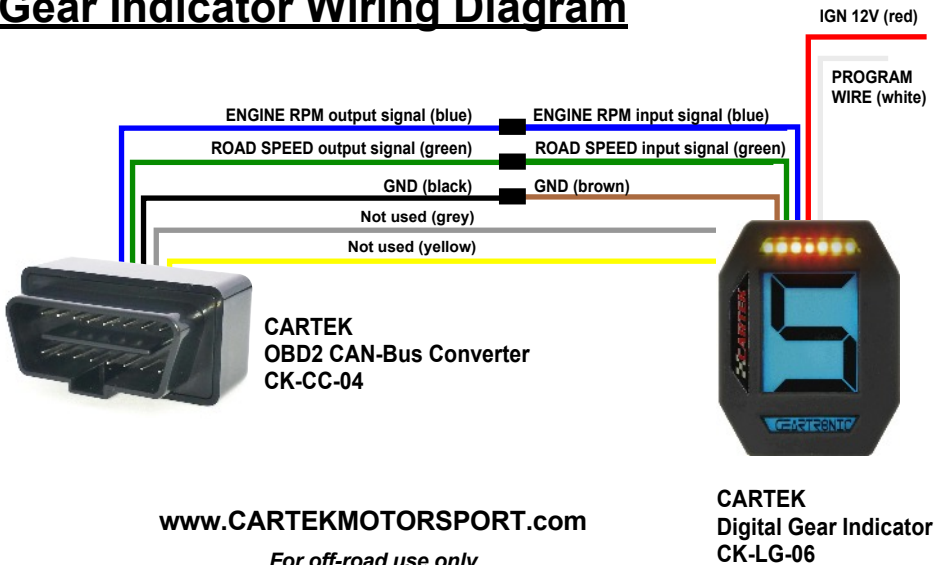 Gear Indicator Wiring Diagram
IGN 12V (red)
PROGRAM
WIRE (white)
ENGINE RPM output signal (blue)
ENGINE RPM input signal (blue)
ROAD SPEED output signal (green)
ROAD SPEED input signal (green)
GND (black)
GND (brown)
Not used (grey)
Not used (yellow)
CARTEK
OBD2 CAN-Bus Converter
CK-CC-04
CARTEK
5
GEARTRONIC
CARTEK
Digital Gear Indicator
CK-LG-06
www.CARTEKMOTORSPORT.com
For off-road use only